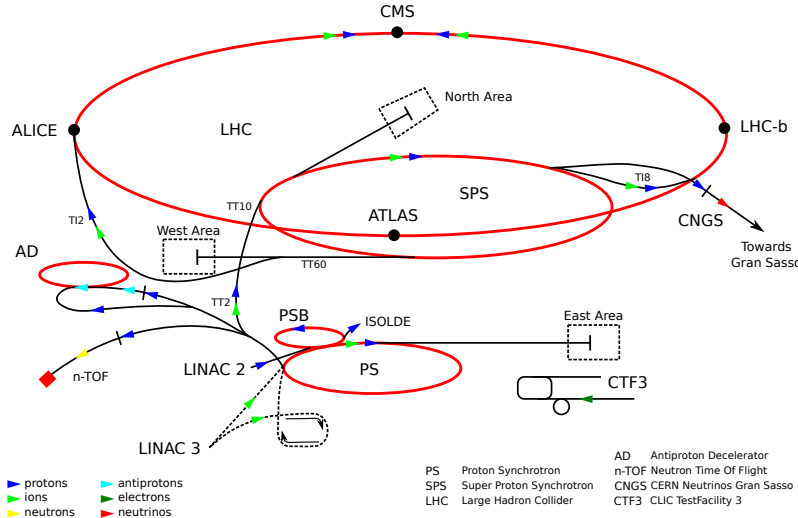 CMS
North Area
ALICE
LHC
LHC-b
TI8
SPS
TT10
TI2
ATLAS
CNGS
West Area
Towards
Gran Sasso
AD
TT60
TT2
PSB
ISOLDE
East Area
LINAC 2
PS
n-TOF
CTF3
LINAC 3
protons
antiprotons
ions
electrons
neutrons
neutrinos
AD Antiproton Decelerator
PS Proton Synchrotron
n-TOF Neutron Time Of Flight
SPS Super Proton Synchrotron
CNGS CERN Neutrinos Gran Sasso
LHC Large Hadron Collider
CTF3 CLIC TestFacility 3